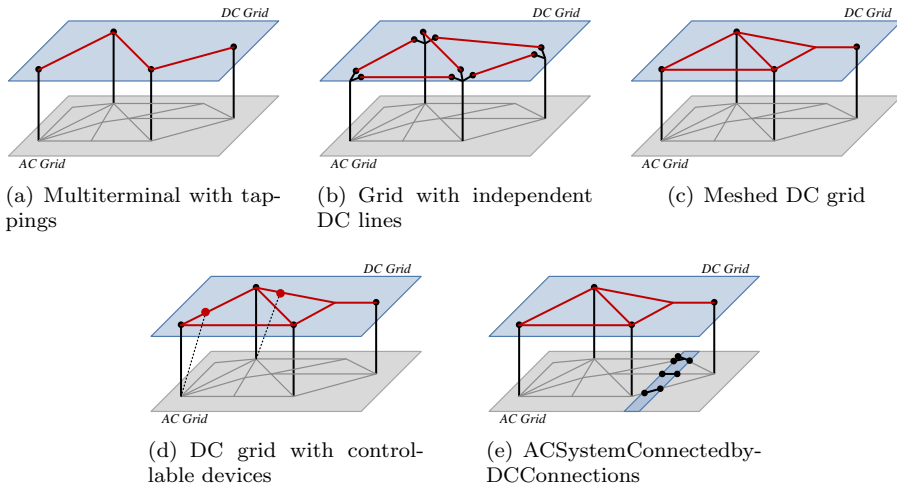 DC Grid
DC Grid
DC Grid
AC Grid
AC Grid
AC Grid
(a) Multiterminal with tap-
pings
(b) Grid with independent
DC lines
(c) Meshed DC grid
DC Grid
DC Grid
AC Grid
AC Grid
(d) DC grid with control-
lable devices
(e) ACSystemConnectedby-
DCConnections